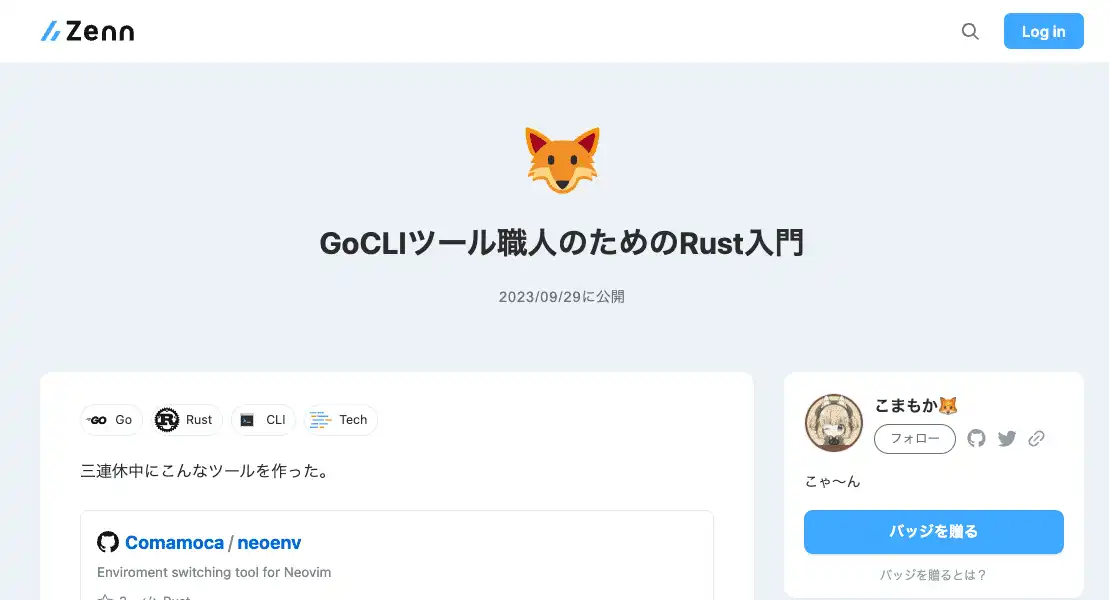 Zenn
Log in
GoCLIツール職人のためのRust入門
2023/09/29に公開
Go Rust CLI Tech
三連休中にこんなツールを作った。
Comamoca / neoenv
Enviroment switching tool for Neovim
こまもか🦊
フォロー
こゃ〜ん
バッジを贈る
バッジを贈るとは？